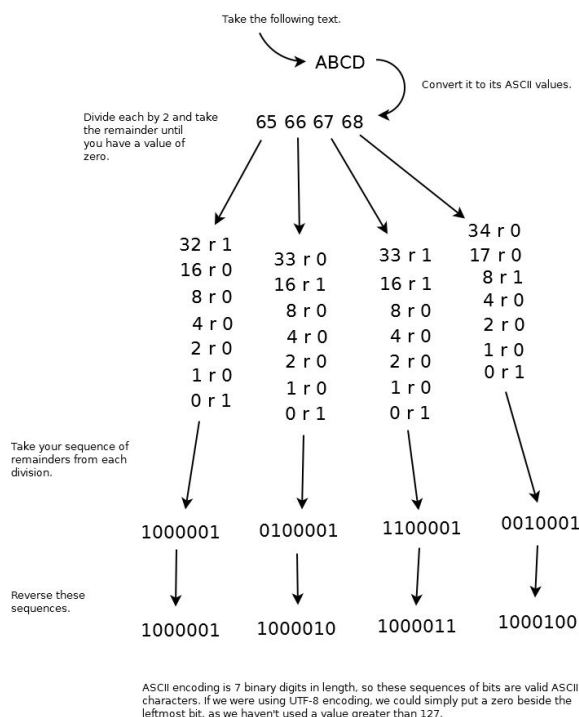 Take the following text.
ABCD
Convert it to its ASCII values.
Divide each by 2 and take
the remainder until
you have a value of
zero.
65 66 67 68
32 r 1
16 r 0
8 r 0
4 r 0
2 r 0
1 r 0
0 r 1
33 r 0
16 r 1
8 r 0
4 r 0
2 r 0
1 r 0
0 r 1
33 r 1
16 r 1
8 r 0
4 r 0
2 r 0
1 r 0
0 r 1
34 r 0
17 r 0
8 r 1
4 r 0
2 r 0
1 r 0
0 r 1
Take your sequence of
remainders from each
division.
1000001 0100001 1100001 0010001
Reverse these
sequences.
1000001 1000010 1000011 1000100
ASCII encoding is 7 binary digits in length, so these sequences of bits are valid ASCII
characters. If we were using UTF-8 encoding, we could simply put a zero beside the
leftmost bit, as we haven't used a value greater than 127.